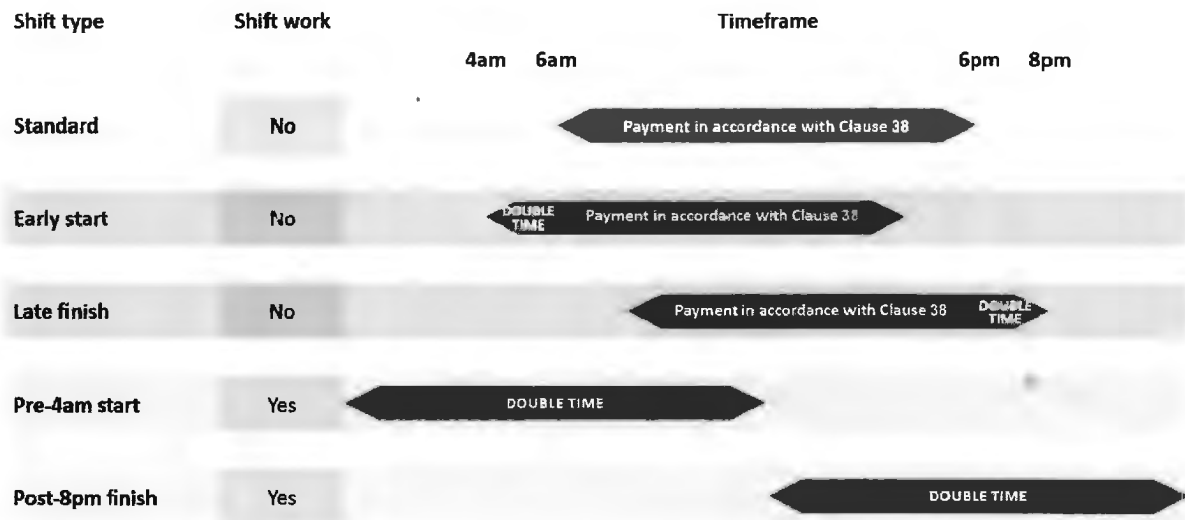 Shift type Shift work Timeframe
4am 6am 6pm 8pm
Standard No Payment in accordance with Clause 38
Early start No DOUBLE TIME Payment in accordance with Clause 38
Late finish No Payment in accordance with Clause 38 DOUBLE TIME
Pre-4am start Yes DOUBLE TIME
Post-8pm finish Yes DOUBLE TIME